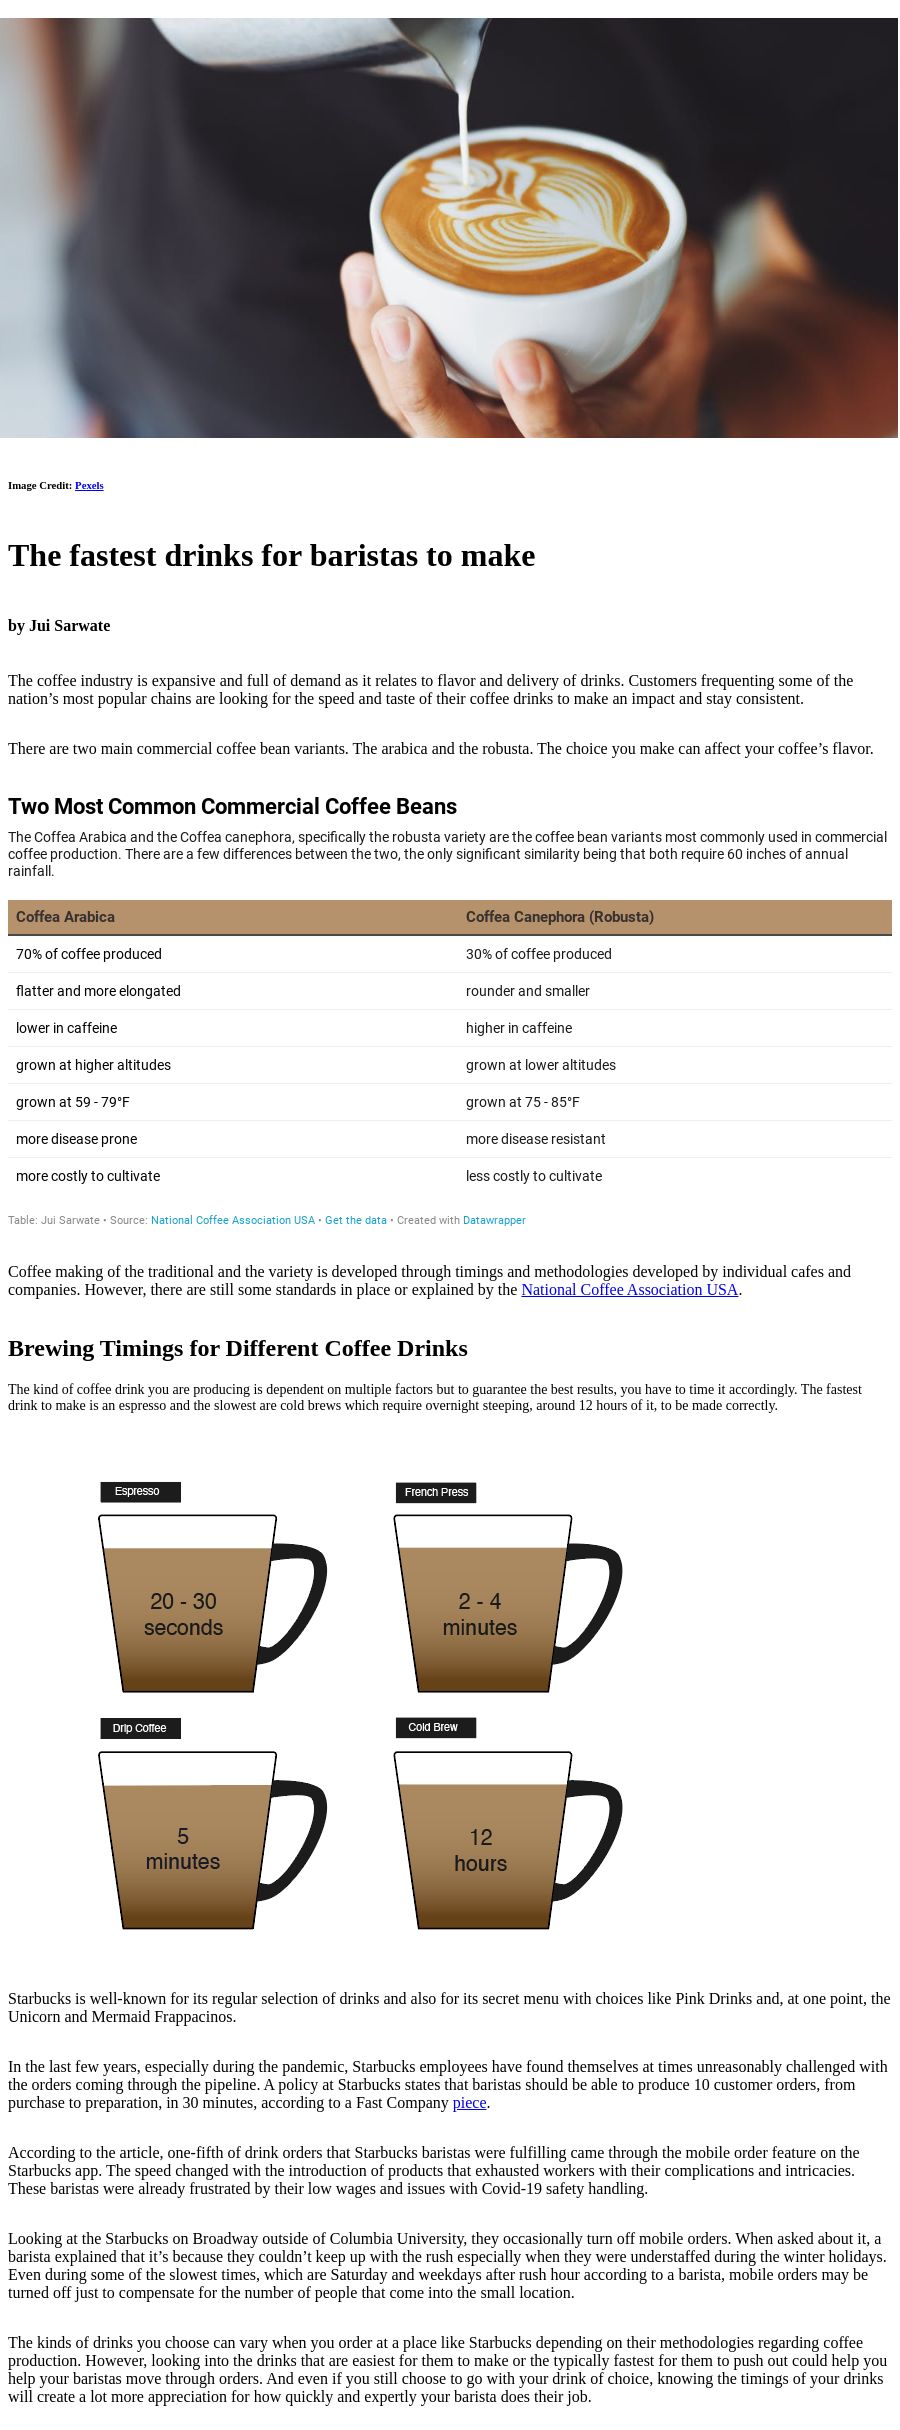 Image Credit: Pexels
The fastest drinks for baristas to make
by Jui Sarwate
The coffee industry is expansive and full of demand as it relates to flavor and delivery of drinks. Customers frequenting some of the
nation’s most popular chains are looking for the speed and taste of their coffee drinks to make an impact and stay consistent.
There are two main commercial coffee bean variants. The arabica and the robusta. The choice you make can affect your coffee’s flavor.
Two Most Common Commercial Coffee Beans
The Coffea Arabica and the Coffea canephora, specifically the robusta variety are the coffee bean variants most commonly used in commercial
coffee production. There are a few differences between the two, the only significant similarity being that both require 60 inches of annual
rainfall.
Coffea Arabica Coffea Canephora (Robusta)
70% of coffee produced 30% of coffee produced
flatter and more elongated rounder and smaller
lower in caffeine higher in caffeine
grown at higher altitudes grown at lower altitudes
grown at 59 - 79°F grown at 75 - 85°F
more disease prone more disease resistant
more costly to cultivate less costly to cultivate
Table: Jui Sarwate • Source: National Coffee Association USA • Get the data • Created with Datawrapper
Coffee making of the traditional and the variety is developed through timings and methodologies developed by individual cafes and
companies. However, there are still some standards in place or explained by the National Coffee Association USA.
Brewing Timings for Different Coffee Drinks
The kind of coffee drink you are producing is dependent on multiple factors but to guarantee the best results, you have to time it accordingly. The fastest
drink to make is an espresso and the slowest are cold brews which require overnight steeping, around 12 hours of it, to be made correctly.
Espresso
20 - 30
seconds
French Press
2 - 4
minutes
Drip Coffee
5
minutes
Cold Brew
12
hours
Starbucks is well-known for its regular selection of drinks and also for its secret menu with choices like Pink Drinks and, at one point, the
Unicorn and Mermaid Frappacinos.
In the last few years, especially during the pandemic, Starbucks employees have found themselves at times unreasonably challenged with
the orders coming through the pipeline. A policy at Starbucks states that baristas should be able to produce 10 customer orders, from
purchase to preparation, in 30 minutes, according to a Fast Company piece.
According to the article, one-fifth of drink orders that Starbucks baristas were fulfilling came through the mobile order feature on the
Starbucks app. The speed changed with the introduction of products that exhausted workers with their complications and intricacies.
These baristas were already frustrated by their low wages and issues with Covid-19 safety handling.
Looking at the Starbucks on Broadway outside of Columbia University, they occasionally turn off mobile orders. When asked about it, a
barista explained that it’s because they couldn’t keep up with the rush especially when they were understaffed during the winter holidays.
Even during some of the slowest times, which are Saturday and weekdays after rush hour according to a barista, mobile orders may be
turned off just to compensate for the number of people that come into the small location.
The kinds of drinks you choose can vary when you order at a place like Starbucks depending on their methodologies regarding coffee
production. However, looking into the drinks that are easiest for them to make or the typically fastest for them to push out could help you
help your baristas move through orders. And even if you still choose to go with your drink of choice, knowing the timings of your drinks
will create a lot more appreciation for how quickly and expertly your barista does their job.